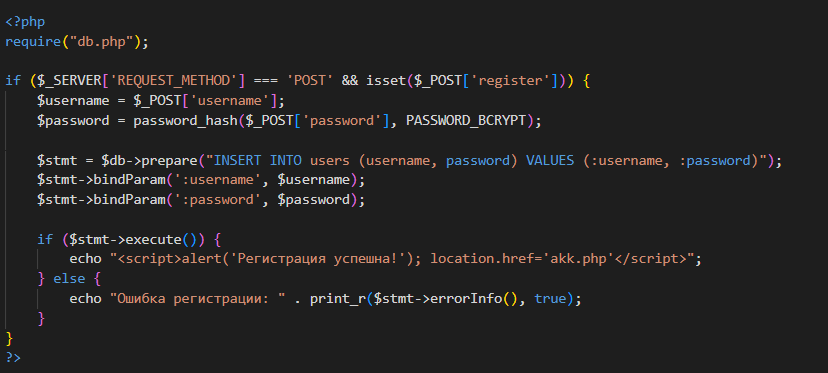 <?php
require("db.php");
if ($_SERVER['REQUEST_METHOD'] === 'POST' && isset($_POST['register'])) {
$username = $_POST['username'];
$password = password_hash($_POST['password'], PASSWORD_BCRYPT);
$stmt = $db->prepare("INSERT INTO users (username, password) VALUES (:username, :password)");
$stmt->bindParam(':username', $username);
$stmt->bindParam(':password', $password);
if ($stmt->execute()) {
echo "<script>alert('Регистрация успешна!'); location.href='akk.php'</script>";
} else {
echo "Ошибка регистрации: " . print_r($stmt->errorInfo(), true);
}
}
?>